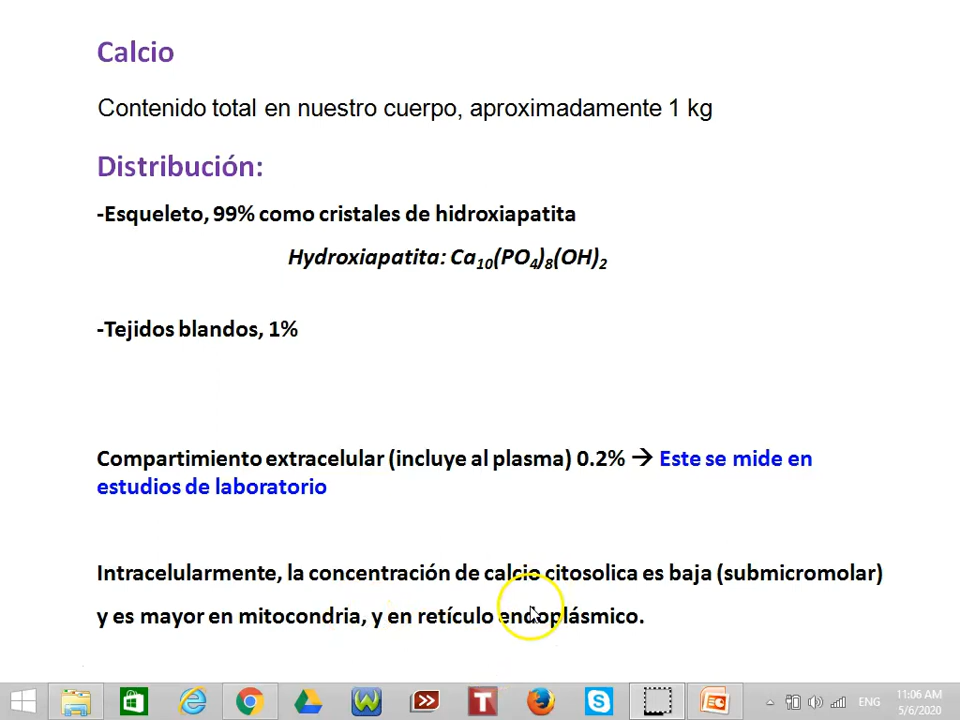 Calcio
Contenido total en nuestro cuerpo, aproximadamente 1 kg
Distribución:
-Esqueleto, 99% como cristales de hidroxiapatita
Hydroxiapatita: Ca10(PO4)8(OH)2
-Tejidos blandos, 1%
Compartimiento extracelular (incluye al plasma) 0.2% → Este se mide en
estudios de laboratorio
Intracelularmente, la concentración de calcio citosolica es baja (submicromolar)
y es mayor en mitocondria, y en retículo endoplásmico.
ENG
11:06 AM
5/6/2020